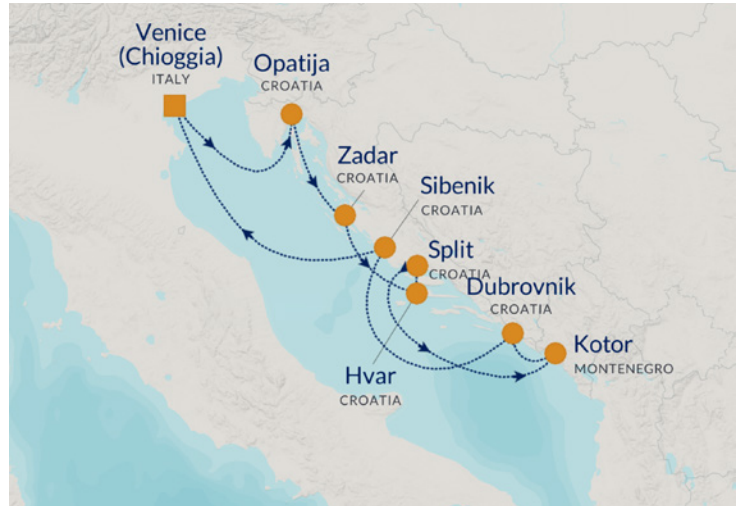 Venice
(Chioggia)
ITALY
Opatija
CROATIA
Zadar
CROATIA
Sibenik
CROATIA
Split
CROATIA
Dubrovnik
CROATIA
Kotor
MONTENEGRO
Hvar
CROATIA